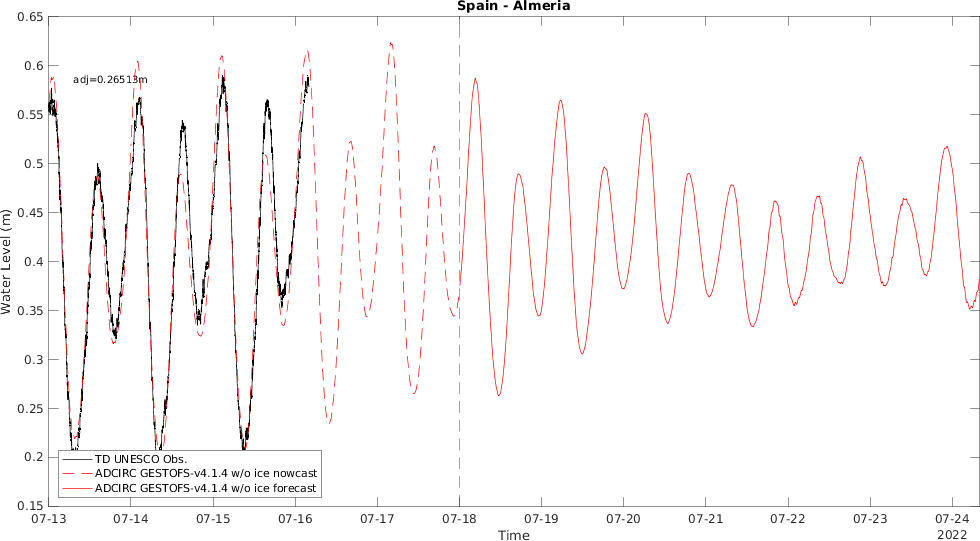 Spain - Almeria
adj=0.26513m
Water Level (m)
0.65
0.6
0.55
0.5
0.45
0.4
0.35
0.3
0.25
0.2
0.15
TD UNESCO Obs.
ADCIRC GESTOFS-v4.1.4 w/o ice nowcast
ADCIRC GESTOFS-v4.1.4 w/o ice forecast
07-13 07-14 07-15 07-16 07-17 07-18 07-19 07-20 07-21 07-22 07-23 07-24
2022
Time